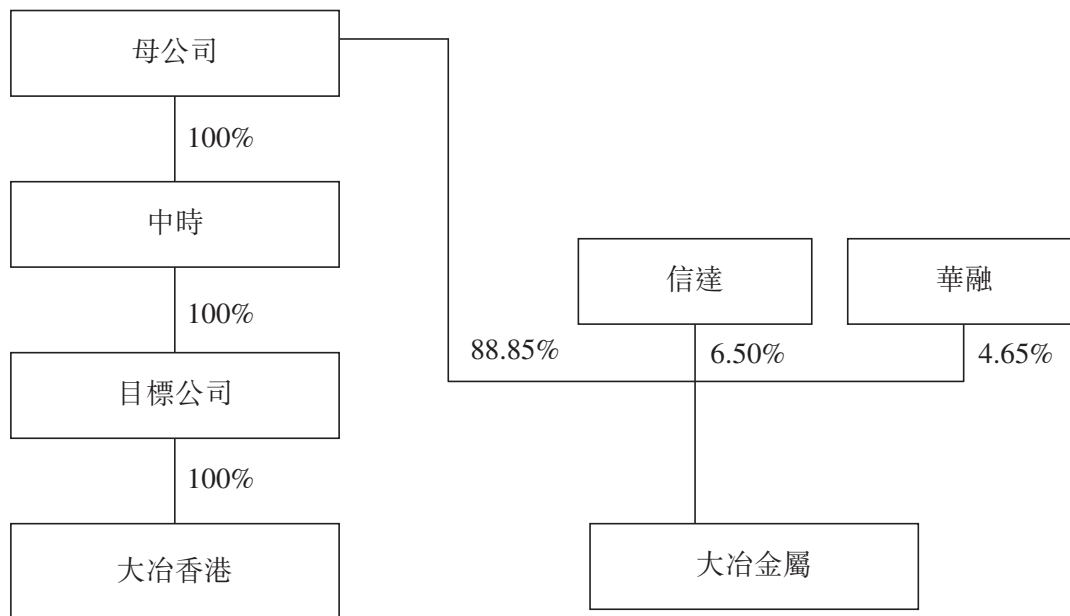 母公司
100%
中時
信達
華融
100%
88.85%
6.50%
4.65%
目標公司
100%
大冶香港
大冶金屬